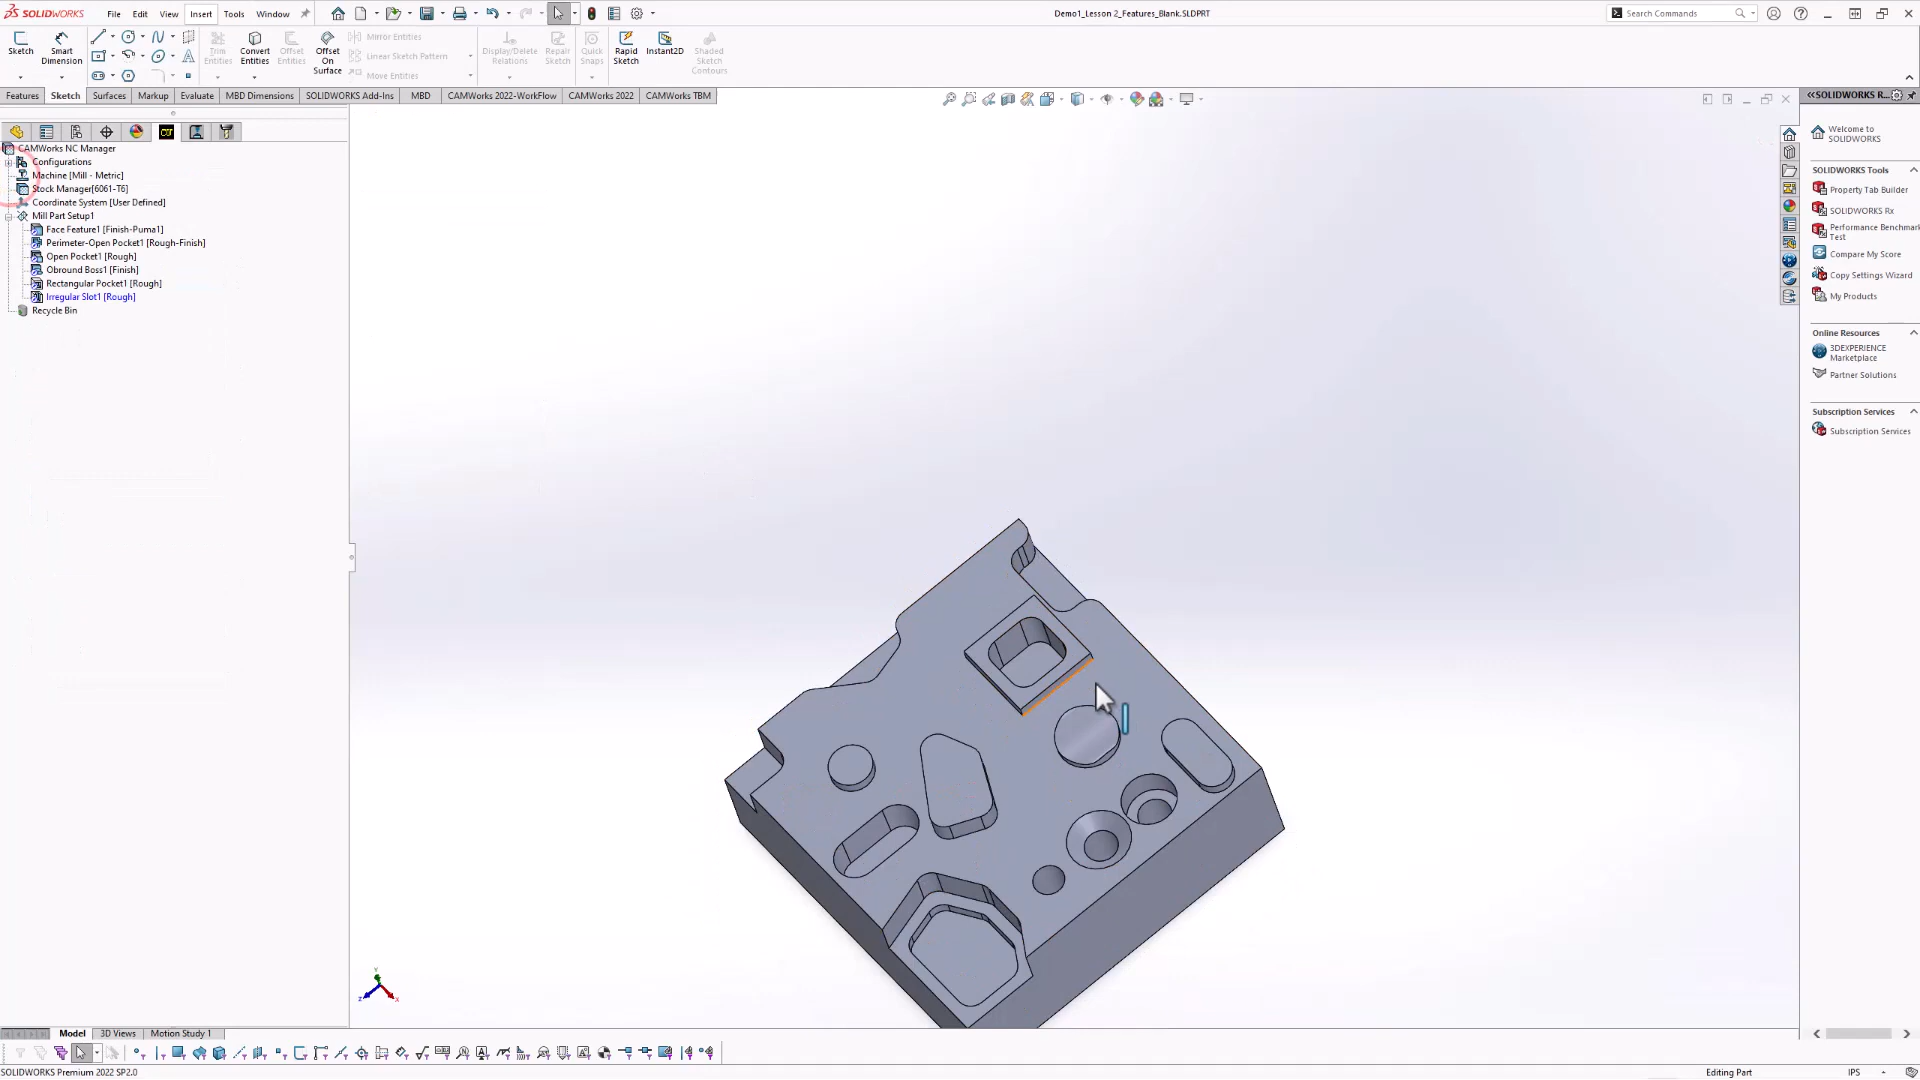 SOLIDWORKS File Edit View Insert Tools Window Demo1_Lesson 2_Features_Blank.SLDPRT Search Commands
Sketch Smart Dimension Trim Entities Convert Entities Offset Entities Offset On Surface Mirror Entities Linear Sketch Pattern Move Entities Display/Delete Relations Repair Sketch Quick Snaps Rapid Sketch Instant2D Shaded Sketch Contours
Features Sketch Surfaces Markup Evaluate MBD Dimensions SOLIDWORKS Add-Ins MBD CAMWorks 2022-WorkFlow CAMWorks 2022 CAMWorks TBM
CAMWorks NC Manager
Configurations
Machine [Mill - Metric]
Stock Manager[6061-T6]
Coordinate System [User Defined]
Mill Part Setup1
Face Feature1 [Finish-Puma1]
Perimeter-Open Pocket1 [Rough-Finish]
Open Pocket1 [Rough]
Obround Boss1 [Finish]
Rectangular Pocket1 [Rough]
Irregular Slot1 [Rough]
Recycle Bin
SOLIDWORKS R...
Welcome to
SOLIDWORKS
SOLIDWORKS Tools
Property Tab Builder
SOLIDWORKS Rx
Performance Benchmark
Test
Compare My Score
Copy Settings Wizard
My Products
Online Resources
3DEXPERIENCE
Marketplace
Partner Solutions
Subscription Services
Subscription Services
Y
Z X
Model 3D Views Motion Study 1
SOLIDWORKS Premium 2022 SP2.0 Editing Part IPS